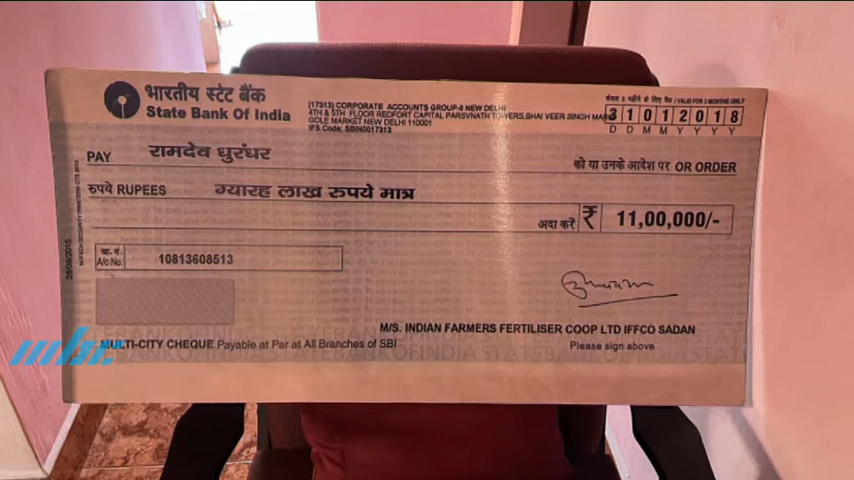 भारतीय स्टेट बैंक
State Bank Of India
(17313) CORPORATE ACCOUNTS GROUP-II NEW DELHI
4TH & 5TH FLOOR REDFORT CAPITAL PARSVNATH TOWERS,BHAI VEER SINGH MARG
GOLE MARKET NEW DELHI 110001
IFS Code: SBIN0017313
केवल 3 महीने के लिए वैध / VALID FOR 3 MONTHS ONLY
31012018
D D M M Y Y Y Y
PAY रामदेव धुरंधर को या उनके आदेश पर OR ORDER
रुपये RUPEES ग्यारह लाख रुपये मात्र
अदा करें ₹ 11,00,000/-
खा. सं.
A/c No. 10813608513
M/S. INDIAN FARMERS FERTILISER COOP LTD IFFCO SADAN
MULTI-CITY CHEQUE Payable at Par at All Branches of SBI
Please sign above
mbc